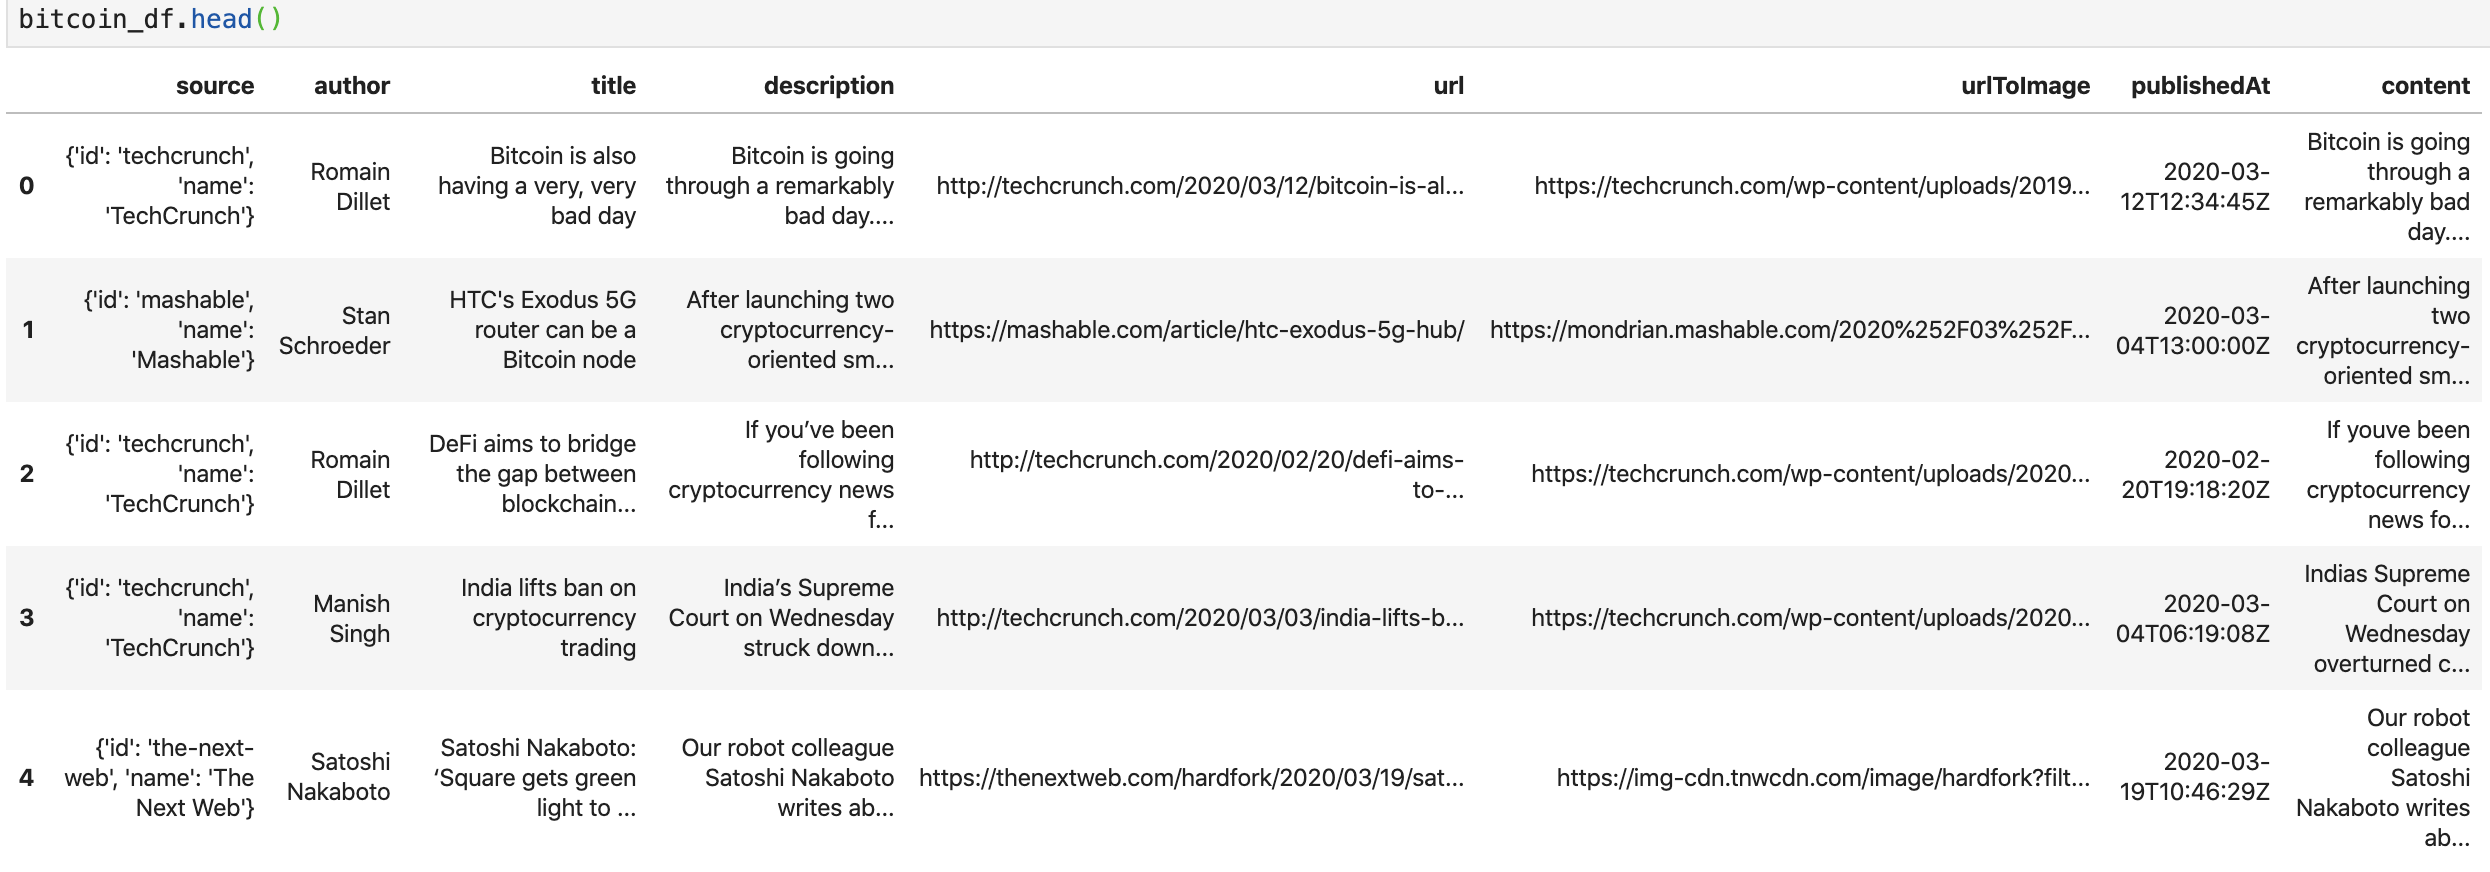 bitcoin_df.head()
source author title description url urlToImage publishedAt content
0 {'id': 'techcrunch', 'name': 'TechCrunch'} Romain Dillet Bitcoin is also having a very, very bad day Bitcoin is going through a remarkably bad day.... http://techcrunch.com/2020/03/12/bitcoin-is-al... https://techcrunch.com/wp-content/uploads/2019... 2020-03-12T12:34:45Z Bitcoin is going through a remarkably bad day....
1 {'id': 'mashable', 'name': 'Mashable'} Stan Schroeder HTC's Exodus 5G router can be a Bitcoin node After launching two cryptocurrency-oriented sm... https://mashable.com/article/htc-exodus-5g-hub/ https://mondrian.mashable.com/2020%252F03%252F... 2020-03-04T13:00:00Z After launching two cryptocurrency-oriented sm...
2 {'id': 'techcrunch', 'name': 'TechCrunch'} Romain Dillet DeFi aims to bridge the gap between blockchain... If you’ve been following cryptocurrency news f... http://techcrunch.com/2020/02/20/defi-aims-to-... https://techcrunch.com/wp-content/uploads/2020... 2020-02-20T19:18:20Z If youve been following cryptocurrency news fo...
3 {'id': 'techcrunch', 'name': 'TechCrunch'} Manish Singh India lifts ban on cryptocurrency trading India’s Supreme Court on Wednesday struck down... http://techcrunch.com/2020/03/03/india-lifts-b... https://techcrunch.com/wp-content/uploads/2020... 2020-03-04T06:19:08Z Indias Supreme Court on Wednesday overturned c...
4 {'id': 'the-next-web', 'name': 'The Next Web'} Satoshi Nakaboto Satoshi Nakaboto: ‘Square gets green light to ... Our robot colleague Satoshi Nakaboto writes ab... https://thenextweb.com/hardfork/2020/03/19/sat... https://img-cdn.tnwcdn.com/image/hardfork?filt... 2020-03-19T10:46:29Z Our robot colleague Satoshi Nakaboto writes ab...